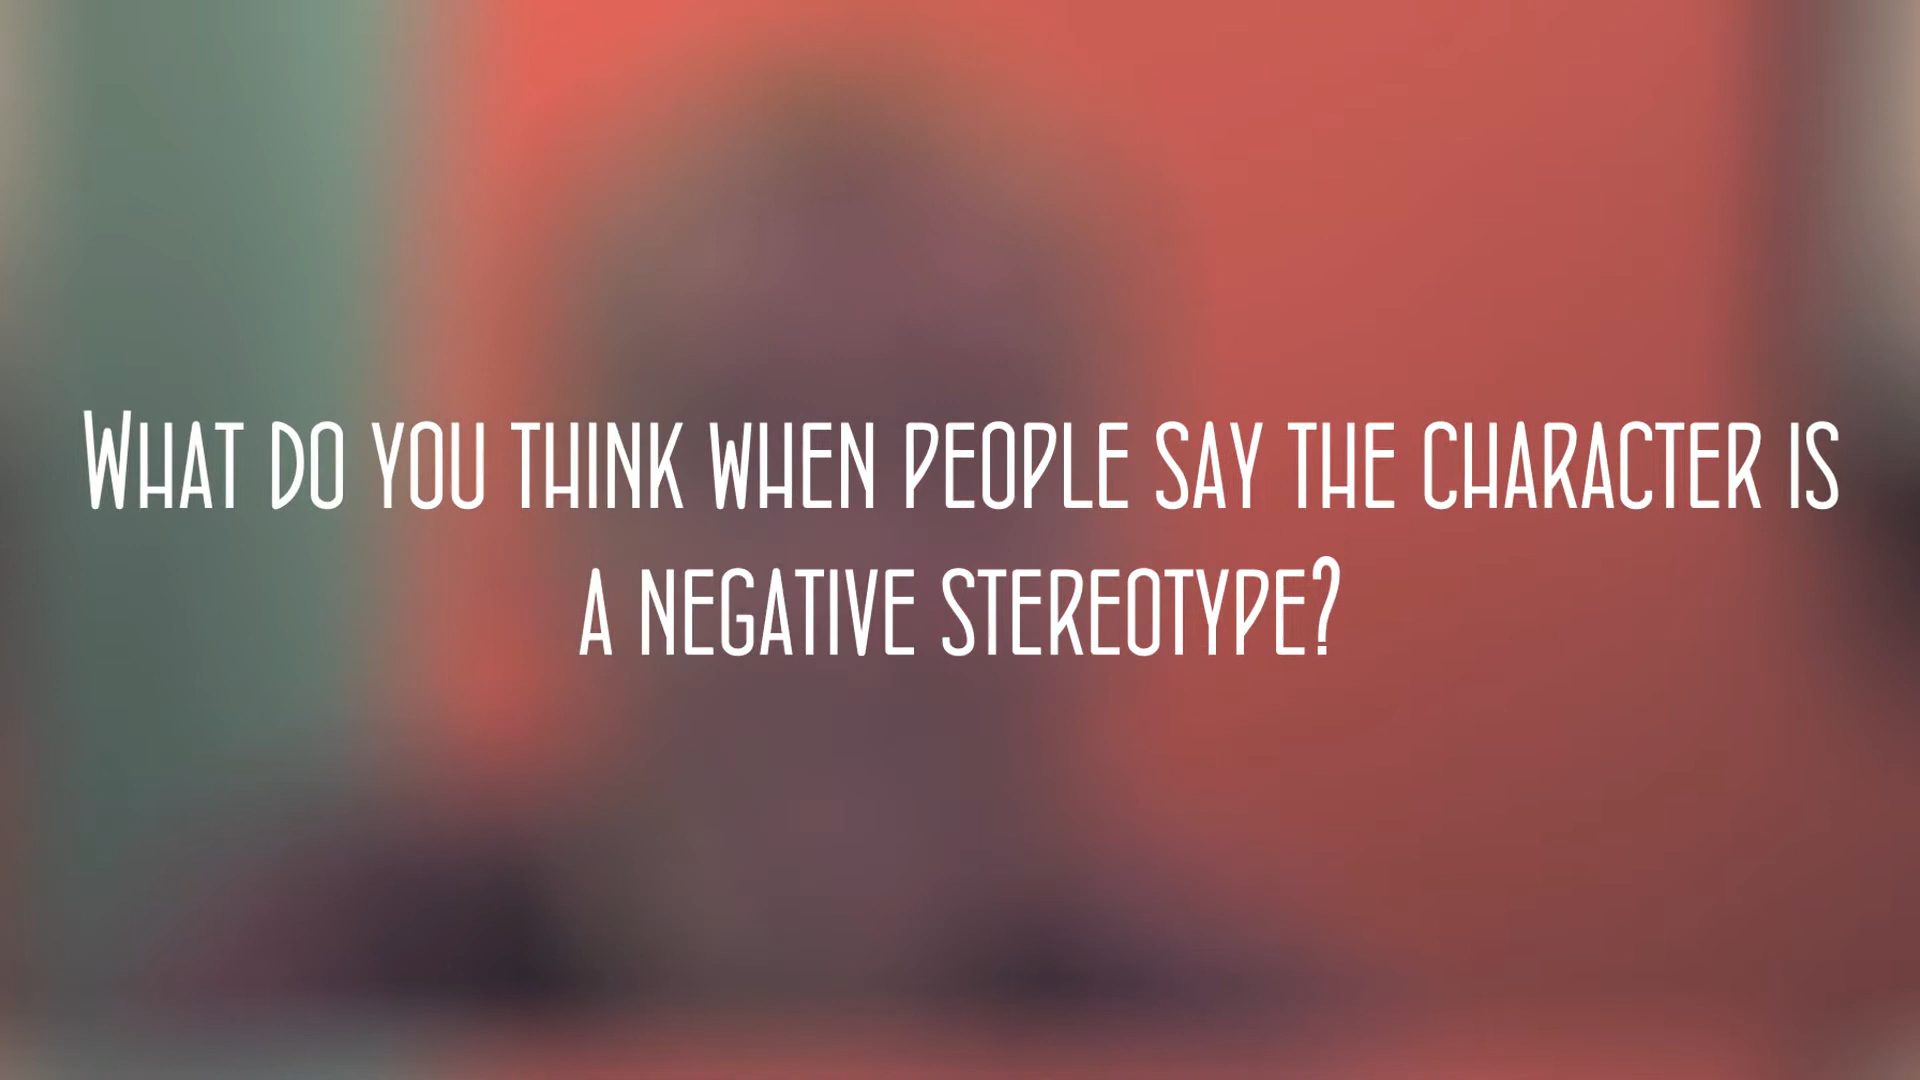 What do you think when people say the character is
a negative stereotype?